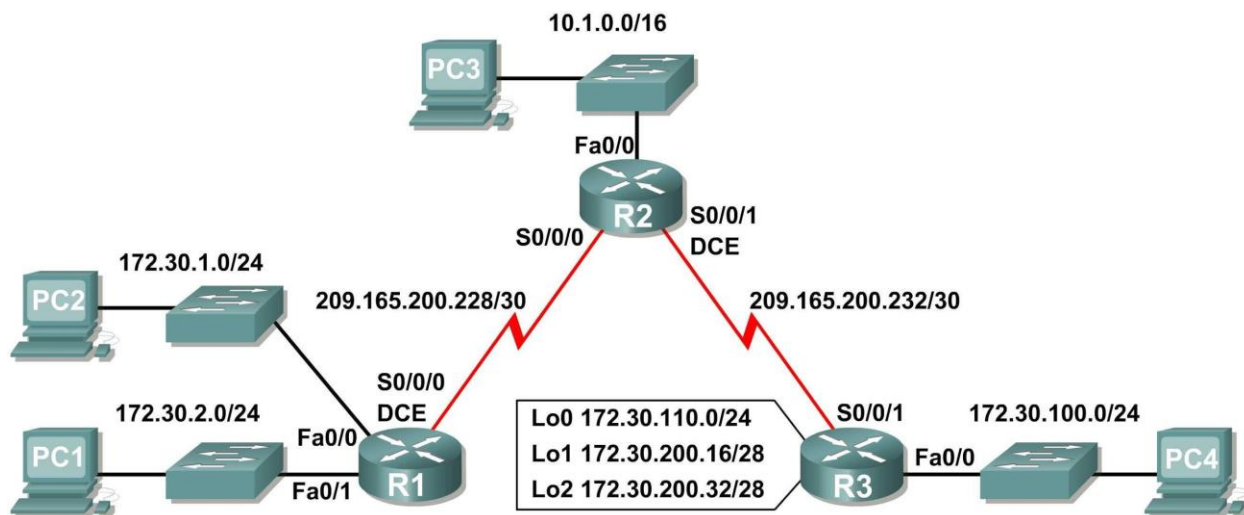 10.1.0.0/16
PC3
Fa0/0
R2
S0/0/1
DCE
S0/0/0
172.30.1.0/24
PC2
209.165.200.228/30
209.165.200.232/30
S0/0/0
DCE
172.30.2.0/24
Fa0/0
PC1
Fa0/1
R1
Lo0 172.30.110.0/24
Lo1 172.30.200.16/28
Lo2 172.30.200.32/28
S0/0/1
172.30.100.0/24
Fa0/0
R3
PC4